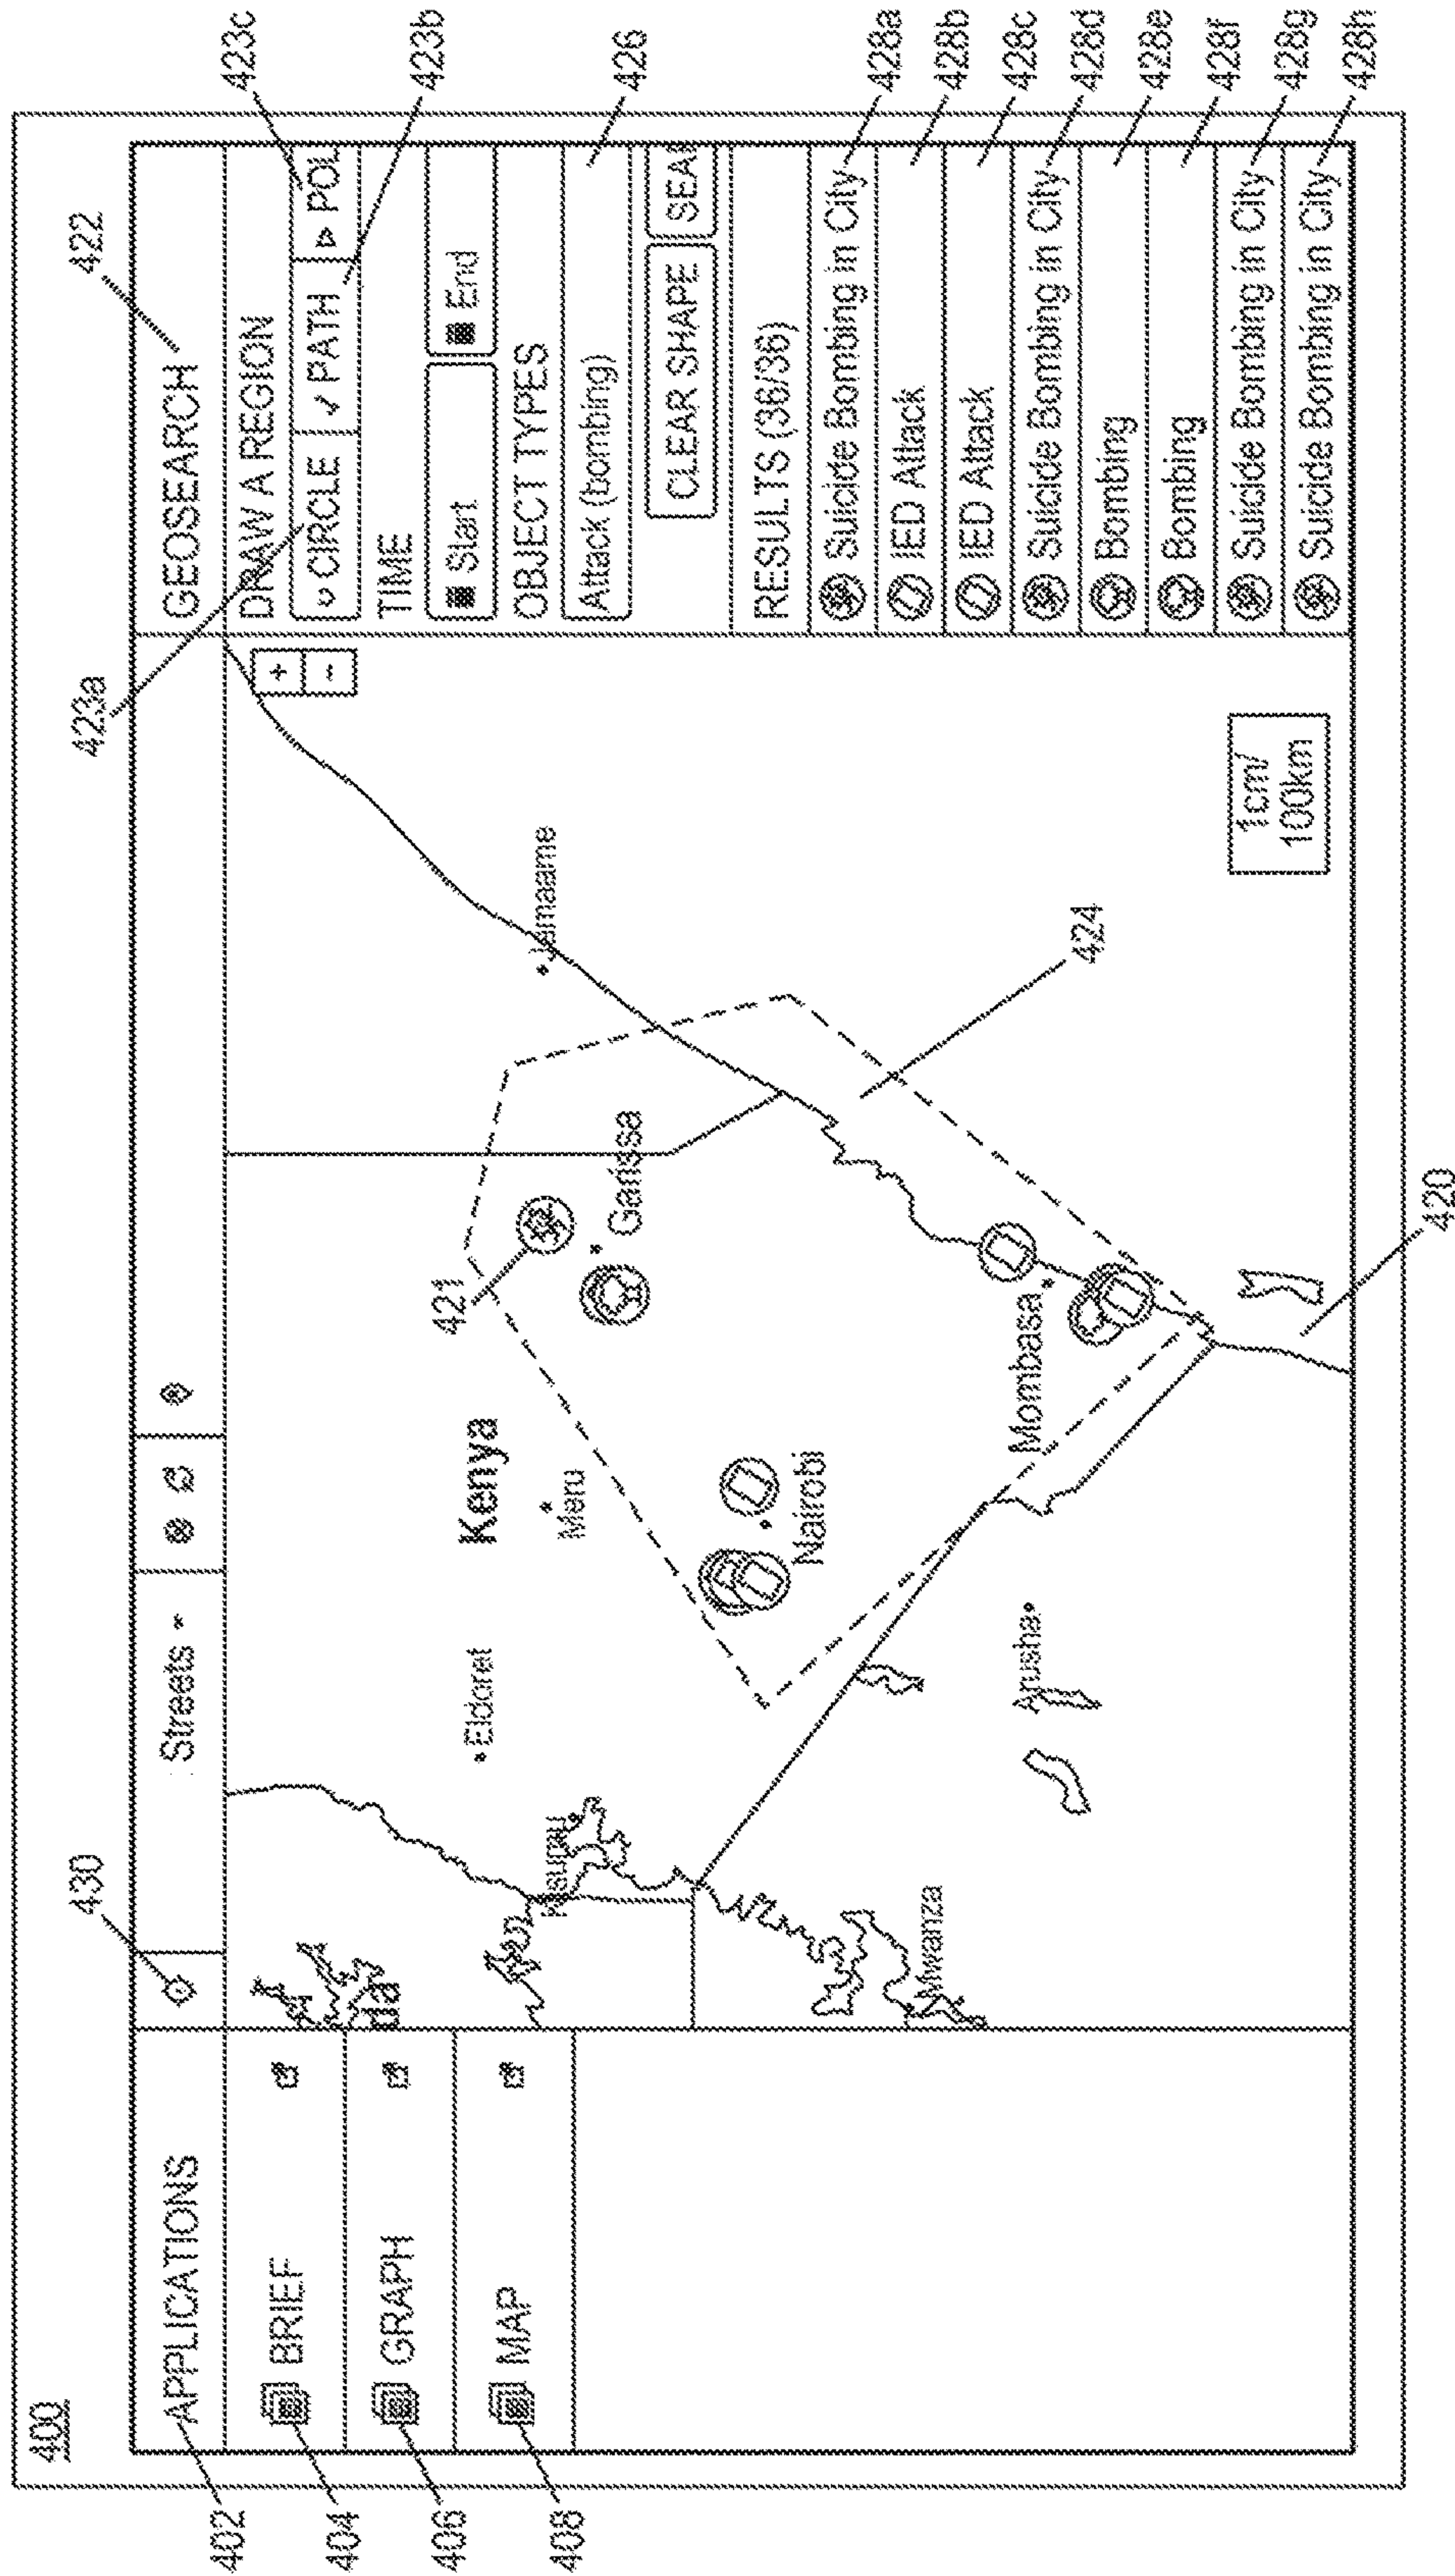 400
422
423a
423c
423b
426
430
402
404
406
408
APPLICATIONS
BRIEF
GRAPH
MAP
Streets
GEOSEARCH
DRAW A REGION
CIRCLE
PATH
POL
TIME
Start
End
OBJECT TYPES
Attack (bombing)
CLEAR SHAPE
SEA
RESULTS (36/36)
Suicide Bombing in City
428a
IED Attack
428b
IED Attack
428c
Suicide Bombing in City
428d
Bombing
428e
Bombing
428f
Suicide Bombing in City
428g
Suicide Bombing in City
428h
+
-
da
Kisumu
Eldoret
Kenya
Meru
421
Garissa
Jamaame
Nairobi
Mombasa
Arusha
Mwanza
424
420
1cm/
100km